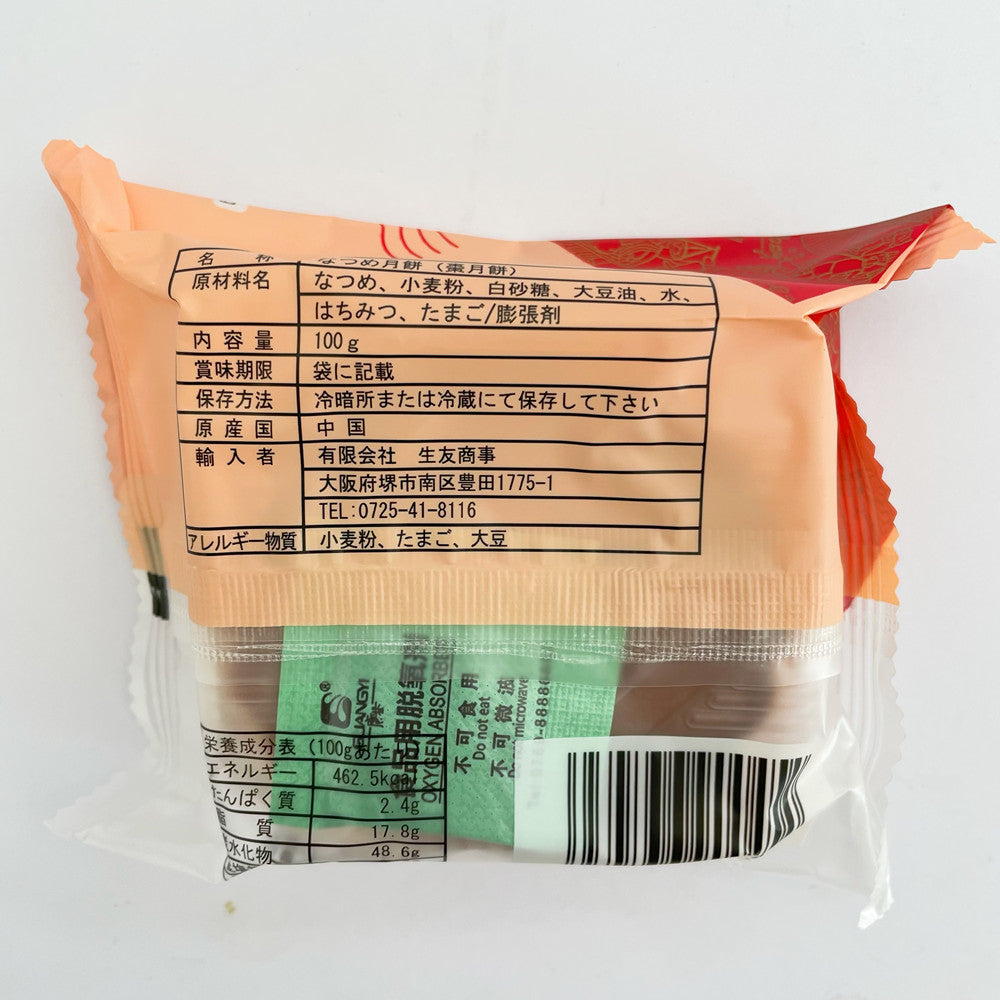 名 称 なつめ月餅 (棗月餅)
原材料名 なつめ、小麦粉、白砂糖、大豆油、水、
はちみつ、たまご/膨張剤
内容量 100g
賞味期限 袋に記載
保存方法 冷暗所または冷蔵にて保存して下さい
原産国 中国
輸入者 有限会社 生友商事
大阪府堺市南区豊田1775-1
TEL:0725-41-8116
アレルギー物質 小麦粉、たまご、大豆
食品用脱氧
OXYGEN ABSORB
不可食用
Do not eat
不可微波
microwave
栄養成分表 (100gあた
エネルギー 462.5kc
たんぱく質 2.4g
質 17.8g
水化物 48.6g